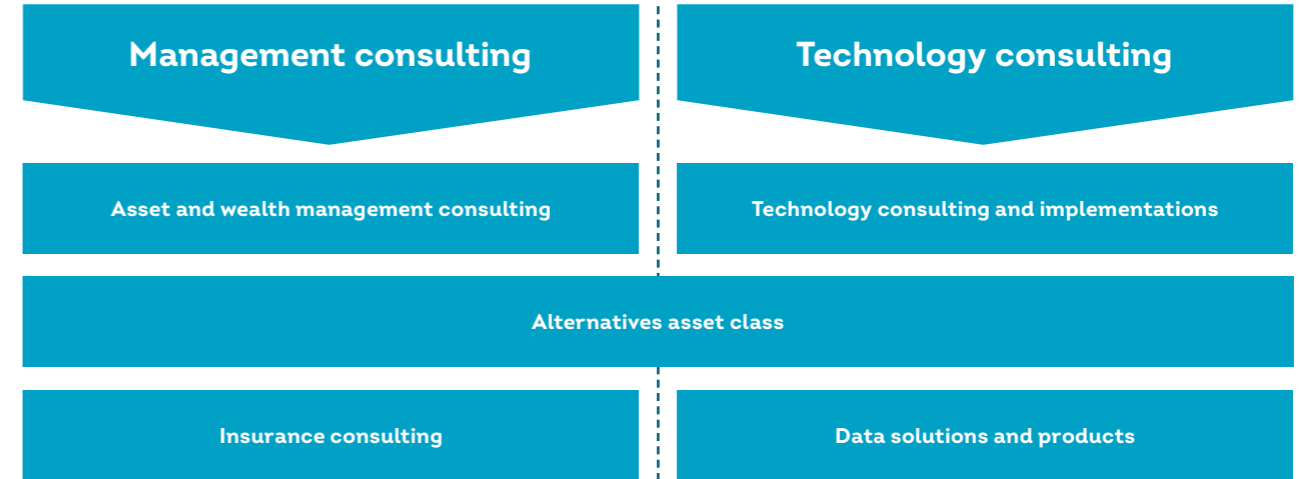 Management consulting
Technology consulting
Asset and wealth management consulting
Technology consulting and implementations
Alternatives asset class
Insurance consulting
Data solutions and products